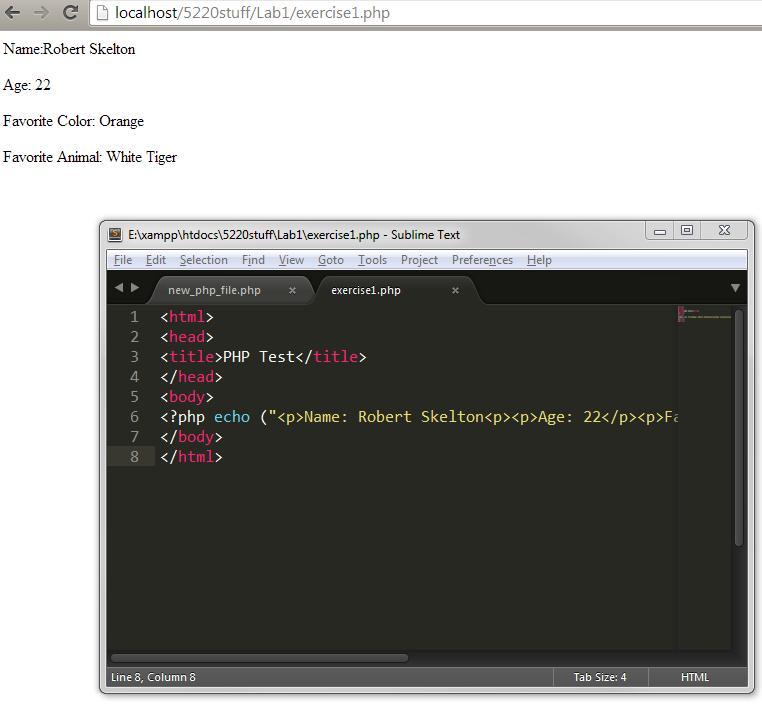 localhost/5220stuff/Lab1/exercise1.php
Name:Robert Skelton
Age: 22
Favorite Color: Orange
Favorite Animal: White Tiger
E:\xampp\htdocs\5220stuff\Lab1\exercise1.php - Sublime Text
File Edit Selection Find View Goto Tools Project Preferences Help
new_php_file.php × exercise1.php ×
1 <html>
2 <head>
3 <title>PHP Test</title>
4 </head>
5 <body>
6 <?php echo ("<p>Name: Robert Skelton<p><p>Age: 22</p><p>Fa
7 </body>
8 </html>
Line 8, Column 8 Tab Size: 4 HTML